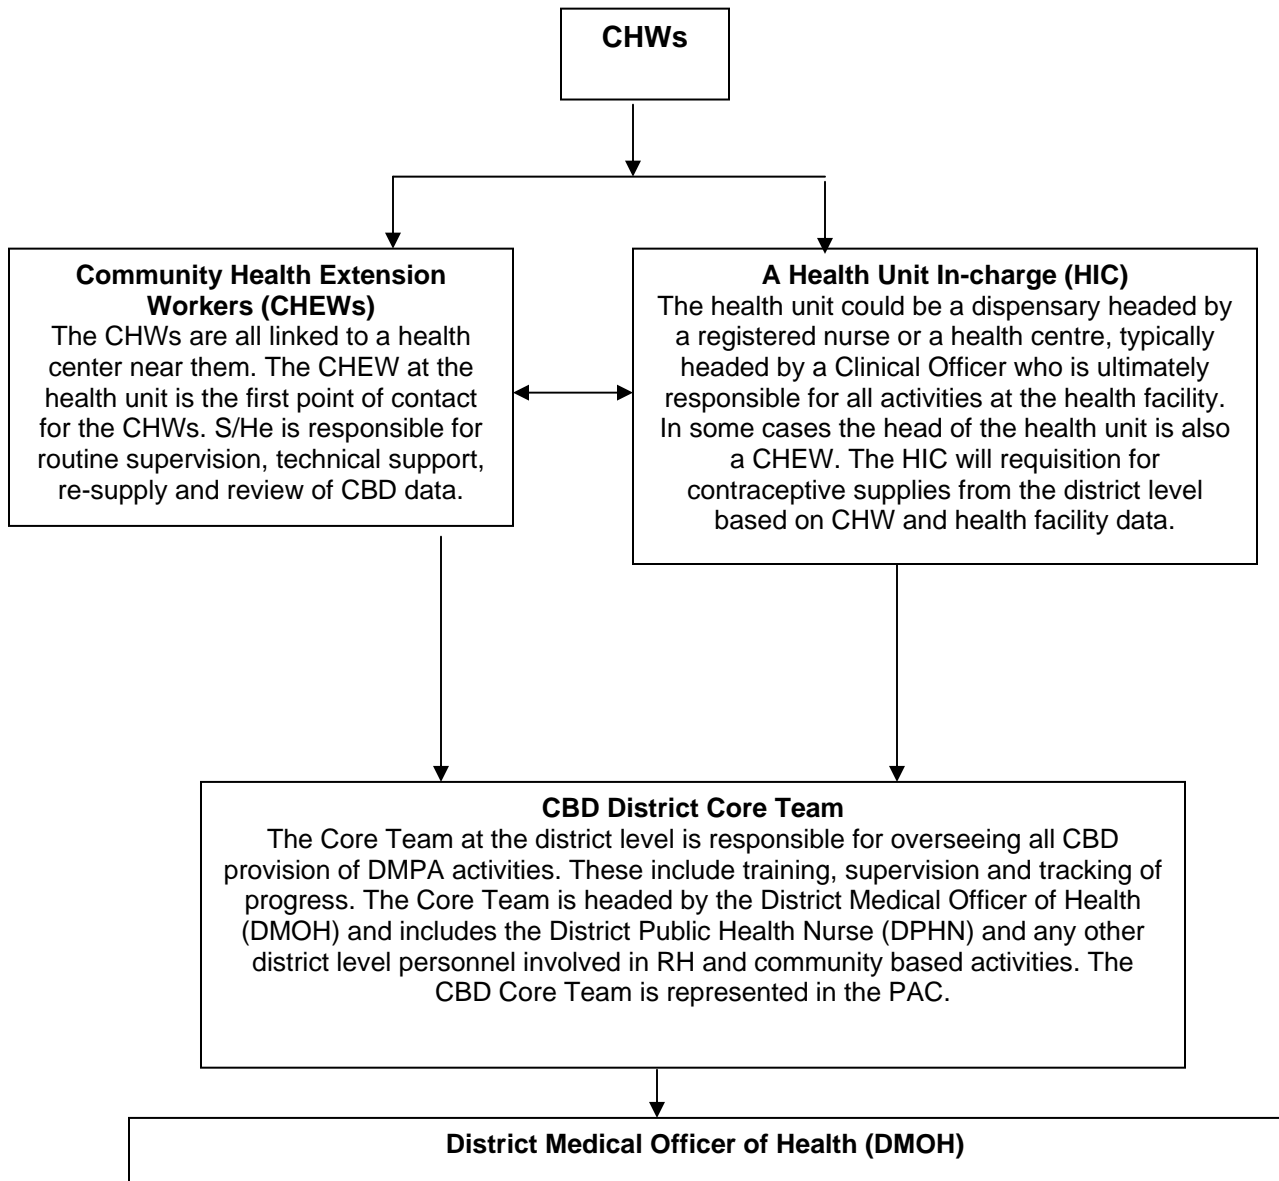 CHWs
Community Health Extension
Workers (CHEWs)
The CHWs are all linked to a health
center near them. The CHEW at the
health unit is the first point of contact
for the CHWs. S/He is responsible for
routine supervision, technical support,
re-supply and review of CBD data.
A Health Unit In-charge (HIC)
The health unit could be a dispensary headed by
a registered nurse or a health centre, typically
headed by a Clinical Officer who is ultimately
responsible for all activities at the health facility.
In some cases the head of the health unit is also
a CHEW. The HIC will requisition for
contraceptive supplies from the district level
based on CHW and health facility data.
CBD District Core Team
The Core Team at the district level is responsible for overseeing all CBD
provision of DMPA activities. These include training, supervision and tracking of
progress. The Core Team is headed by the District Medical Officer of Health
(DMOH) and includes the District Public Health Nurse (DPHN) and any other
district level personnel involved in RH and community based activities. The
CBD Core Team is represented in the PAC.
District Medical Officer of Health (DMOH)